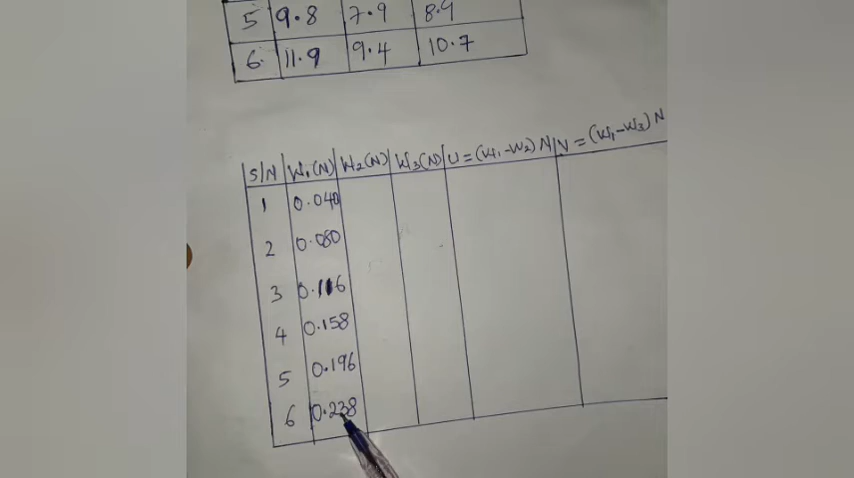 5 9.8 7.9 8.9
6 11.9 9.4 10.7
S/N W₁(N) W₂(N) W₃(N) U=(W₁-W₂)N V=(W₁-W₃)N
1 0.040
2 0.080
3 0.116
4 0.158
5 0.196
6 0.238